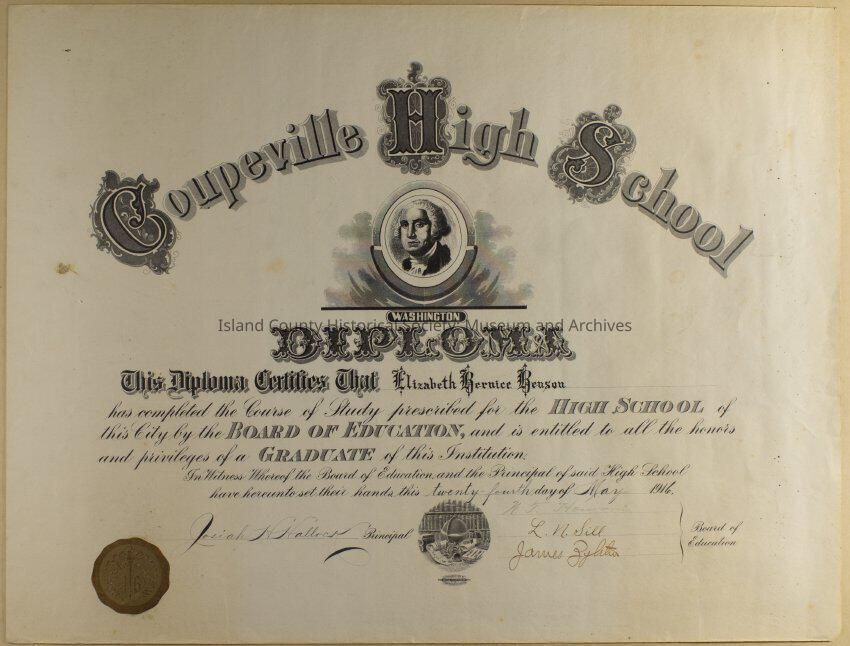 Coupeville High School
WASHINGTON
Island County Historical Society, Museum and Archives
DIPLOMA
This Diploma Certifies That Elizabeth Bernice Benson
has completed the Course of Study prescribed for the HIGH SCHOOL of
this City by the BOARD OF EDUCATION, and is entitled to all the honors
and privileges of a GRADUATE of this Institution.
In Witness Whereof the Board of Education and the Principal of said High School
have hereunto set their hands this twenty fourth day of May 1916.
L. N. Sill
Principal
Board of
Education
James Zylstra